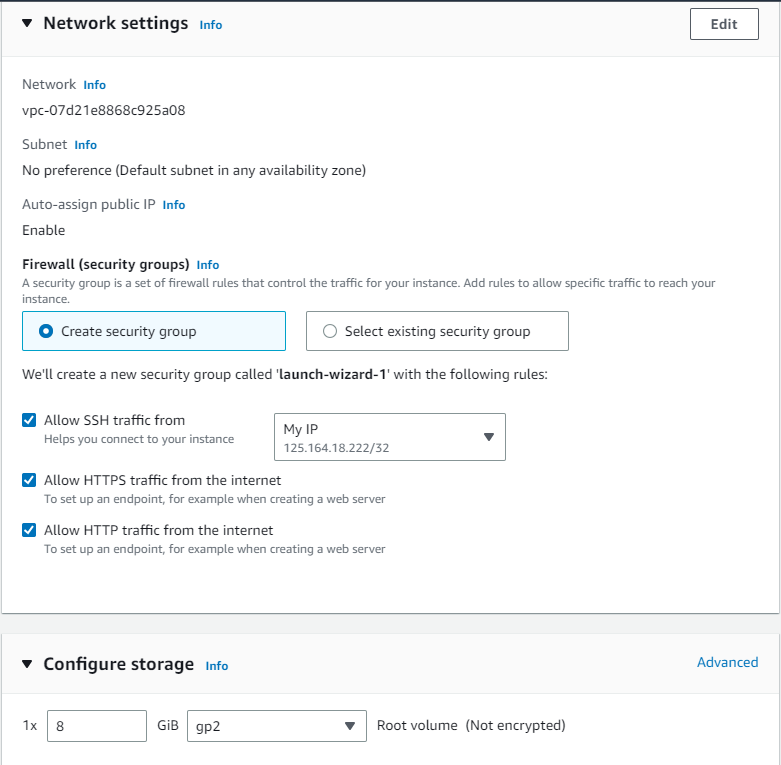 Network settings Info Edit
Network Info
vpc-07d21e8868c925a08
Subnet Info
No preference (Default subnet in any availability zone)
Auto-assign public IP Info
Enable
Firewall (security groups) Info
A security group is a set of firewall rules that control the traffic for your instance. Add rules to allow specific traffic to reach your
instance.
Create security group Select existing security group
We'll create a new security group called 'launch-wizard-1' with the following rules:
Allow SSH traffic from
Helps you connect to your instance
My IP
125.164.18.222/32
Allow HTTPS traffic from the internet
To set up an endpoint, for example when creating a web server
Allow HTTP traffic from the internet
To set up an endpoint, for example when creating a web server
Configure storage Info Advanced
1x 8 GiB gp2 Root volume (Not encrypted)